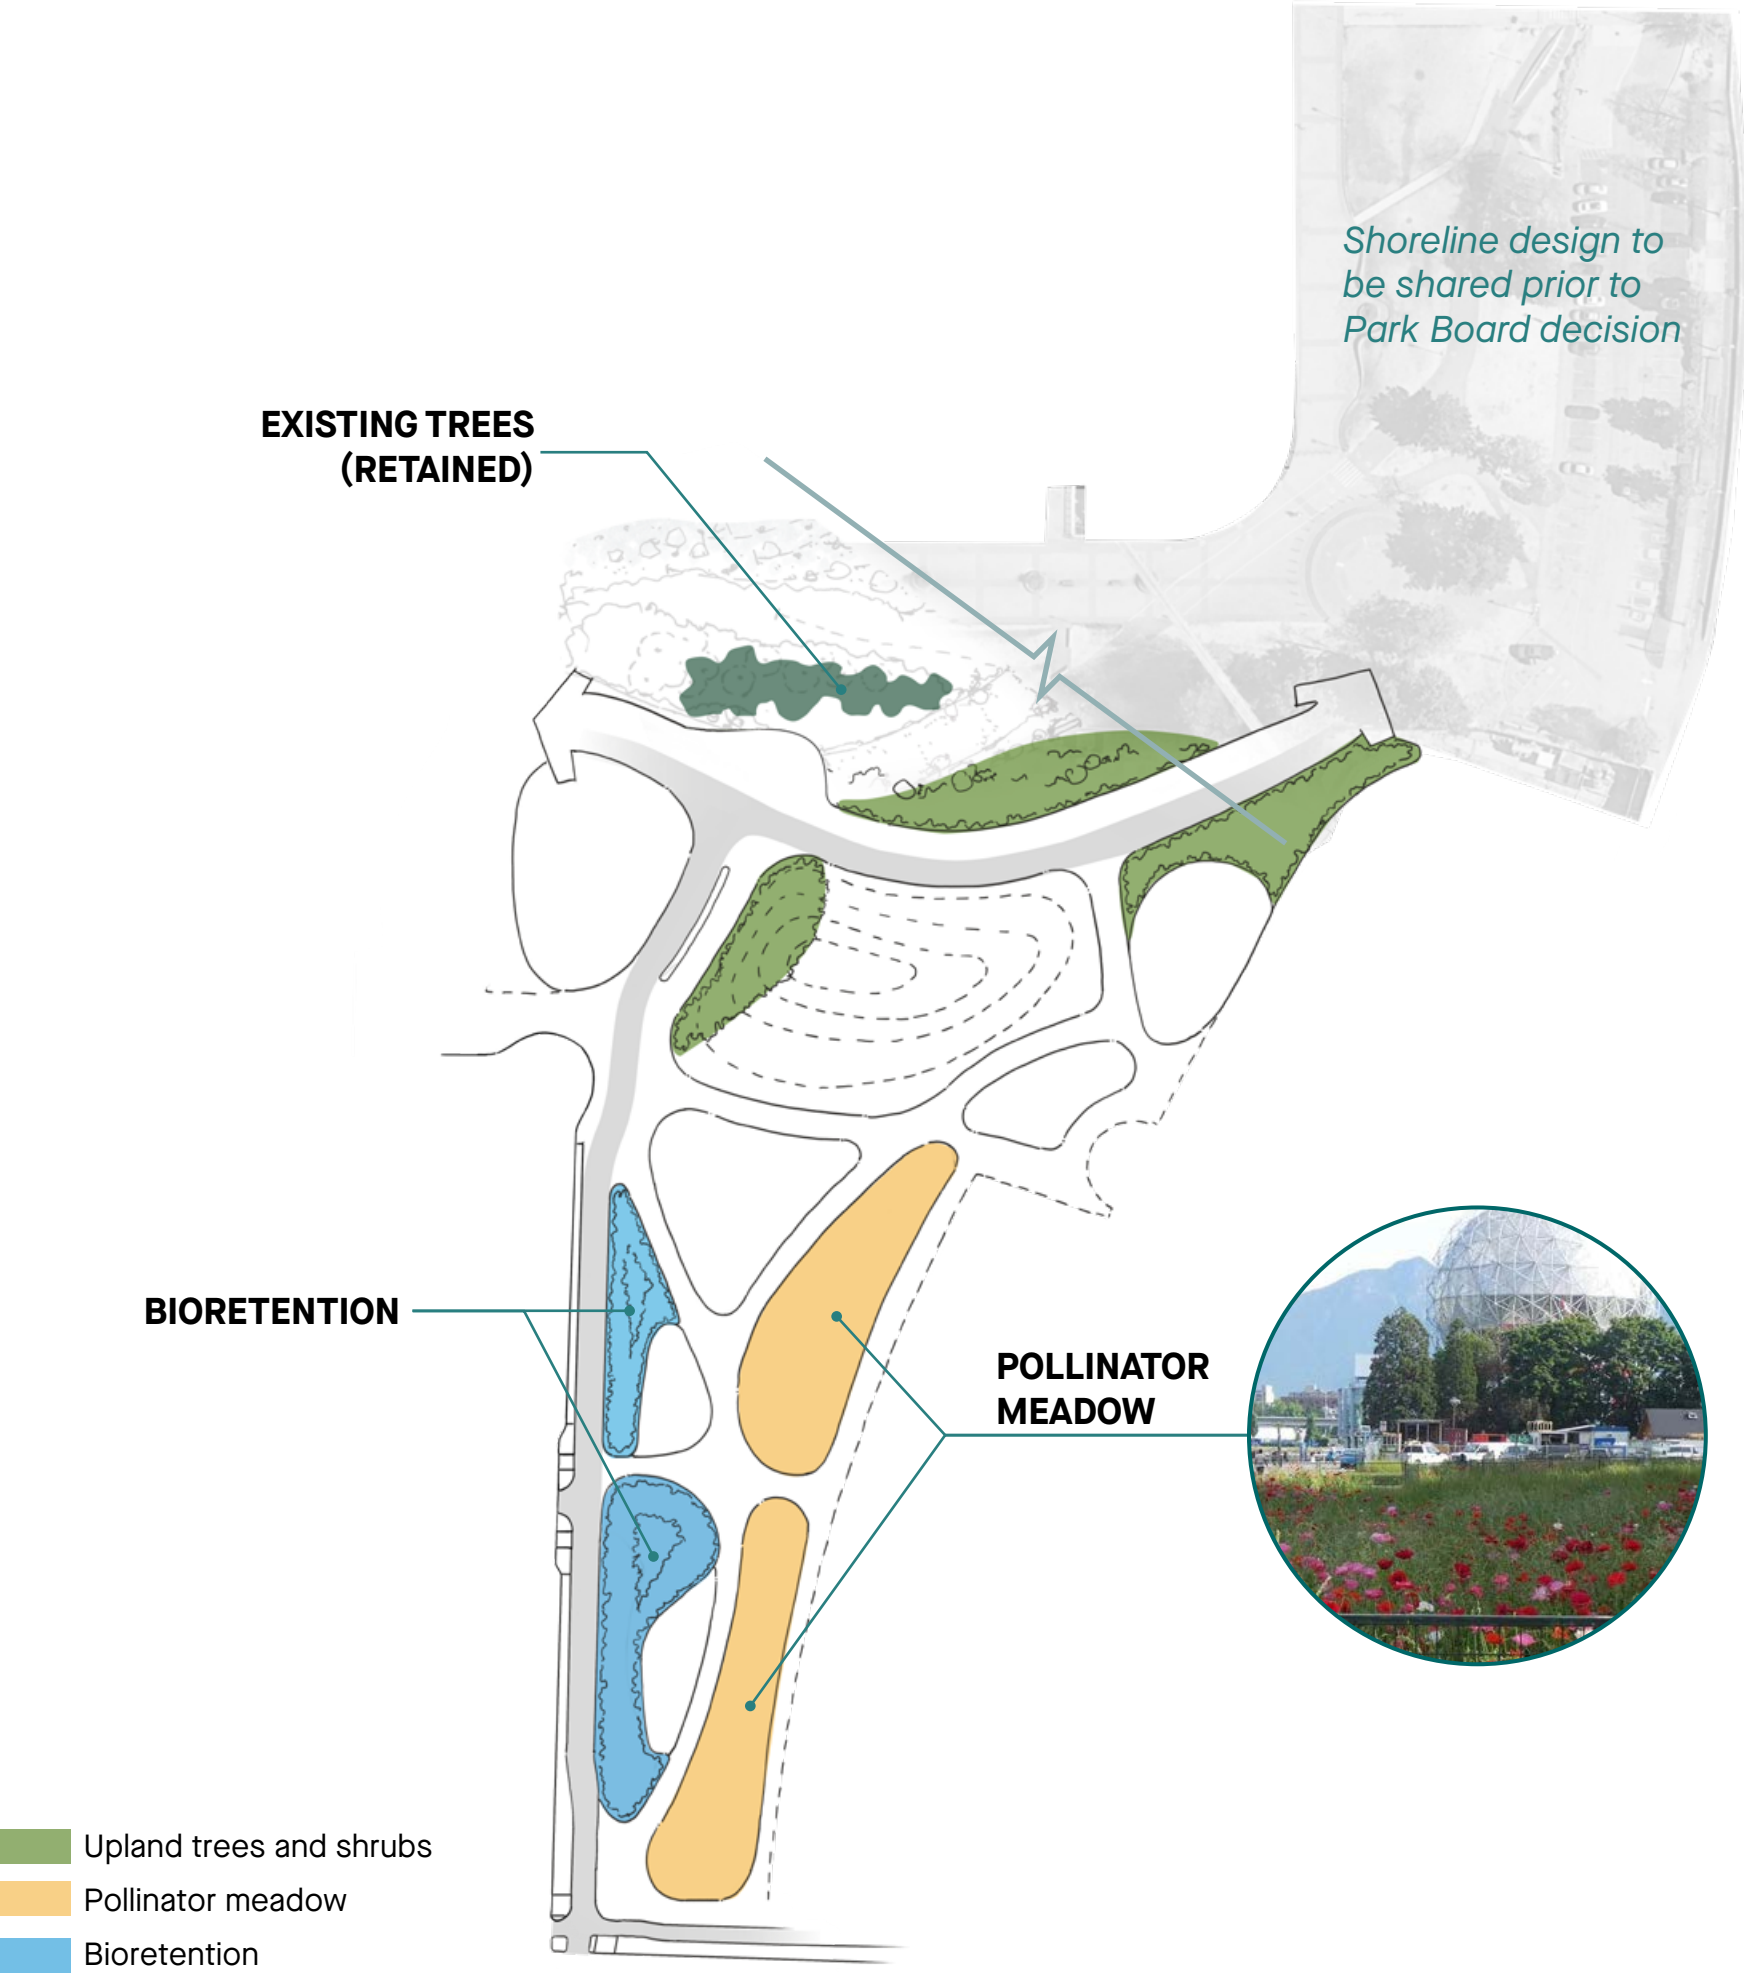 Shoreline design to
be shared prior to
Park Board decision
EXISTING TREES
(RETAINED)
BIORETENTION
POLLINATOR
MEADOW
Upland trees and shrubs
Pollinator meadow
Bioretention